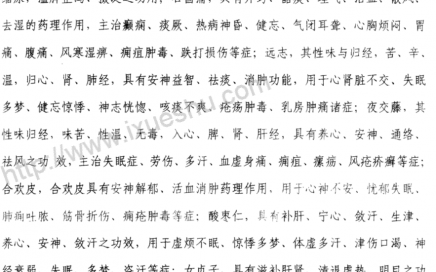 去湿的药理作用，主治癫痫、痰厥、热病神昏、健忘、气闭耳聋、心胸烦闷、胃
痛、腹痛、风寒湿痹、痈疽肿毒、跌打损伤等症；远志，其性味与归经，苦、辛、
温，归心、肾、肺经，具有安神益智、祛痰、消肿功能，用于心肾脏不交、失眠
多梦、健忘惊悸、神志恍惚、咳痰不爽、疮疡肿毒、乳房肿痛诸症；夜交藤，其
性味归经，味苦、性温、无毒，入心、脾、肾、肝经，具有养心、安神、通络、
祛风之功 效，主治失眠症、劳伤、多汗、血虚身痛、痈疽、瘰疬、风疮疥癣等症；
合欢皮，合欢皮具有安神解郁、活血消肿药理作用，用于心神不安、忧郁失眠、
肺痈吐脓、筋骨折伤、痈疮肿毒等症；酸枣仁，具有补肝、宁心、敛汗、生津、
养心、安神、敛汗之功效，用于虚烦不眠、惊悸多梦、体虚多汗、津伤口渴、神
经衰弱、失眠、多梦、盗汗等症；女贞子，具有滋补肝肾、清退虚热、明目之功
http://www.ixueshu.com